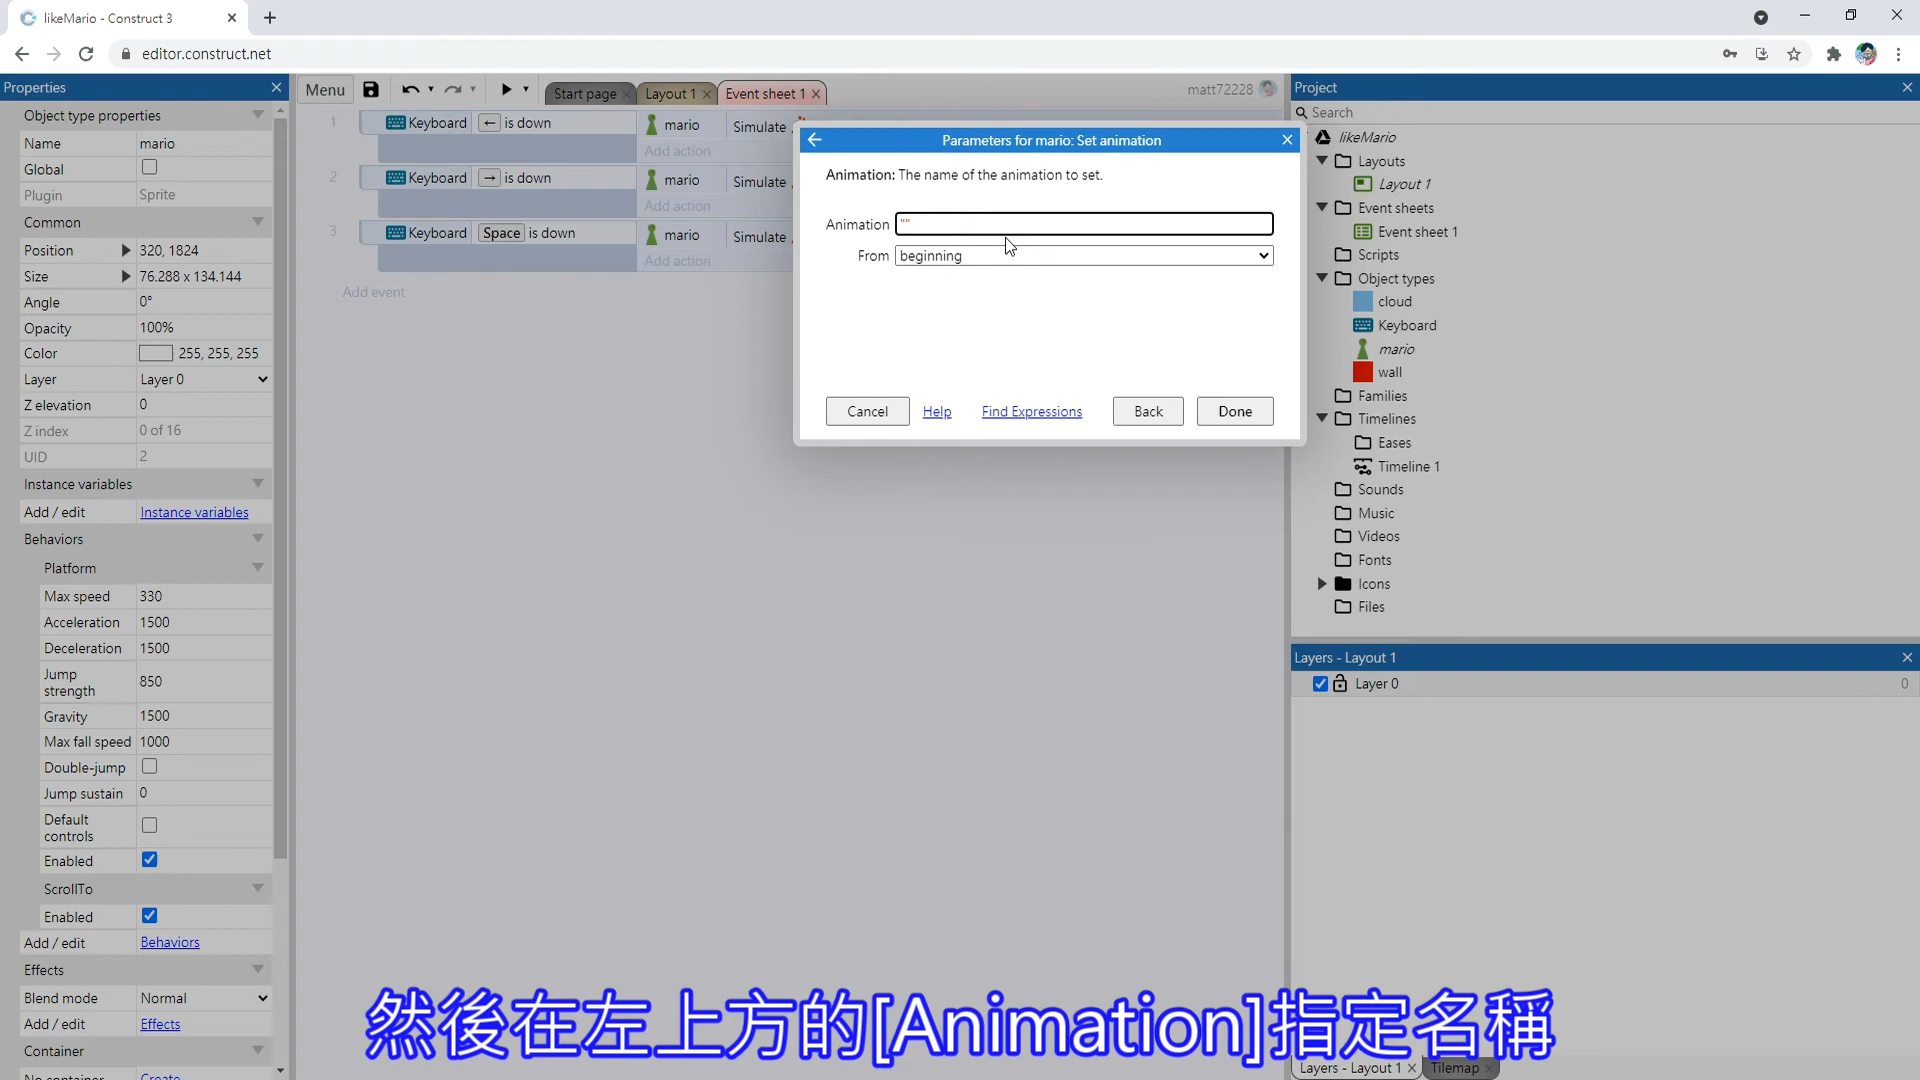 likeMario - Construct 3
editor.construct.net
Properties
Menu
Start page
Layout 1
Event sheet 1
matt72228
Project
Object type properties
Name mario
Global
Plugin Sprite
Common
Position 320, 1824
Size 76.288 x 134.144
Angle 0°
Opacity 100%
Color 255, 255, 255
Layer Layer 0
Z elevation 0
Z index 0 of 16
UID 2
Instance variables
Add / edit Instance variables
Behaviors
Platform
Max speed 330
Acceleration 1500
Deceleration 1500
Jump strength 850
Gravity 1500
Max fall speed 1000
Double-jump
Jump sustain 0
Default controls
Enabled
ScrollTo
Enabled
Add / edit Behaviors
Effects
Blend mode Normal
Add / edit Effects
Container
1 Keyboard ← is down mario Simulate
Add action
2 Keyboard → is down mario Simulate
Add action
3 Keyboard Space is down mario Simulate
Add action
Add event
Parameters for mario: Set animation
Animation: The name of the animation to set.
Animation ""
From beginning
Cancel Help Find Expressions Back Done
Search
likeMario
Layouts
Layout 1
Event sheets
Event sheet 1
Scripts
Object types
cloud
Keyboard
mario
wall
Families
Timelines
Eases
Timeline 1
Sounds
Music
Videos
Fonts
Icons
Files
Layers - Layout 1
Layer 0 0
Layers - Layout 1 Tilemap
然後在左上方的[Animation]指定名稱